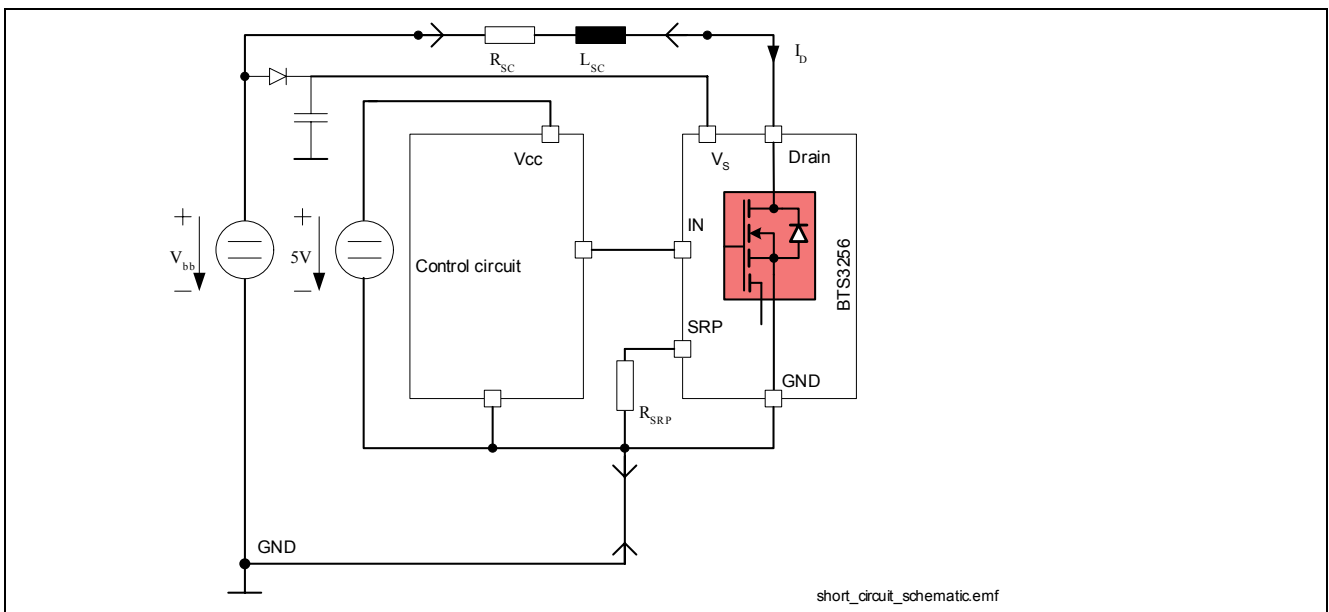 R_SC
L_SC
I_D
Vcc
V_S
Drain
+
V_bb
−
+
5V
−
Control circuit
IN
BTS3256
SRP
R_SRP
GND
GND
short_circuit_schematic.emf